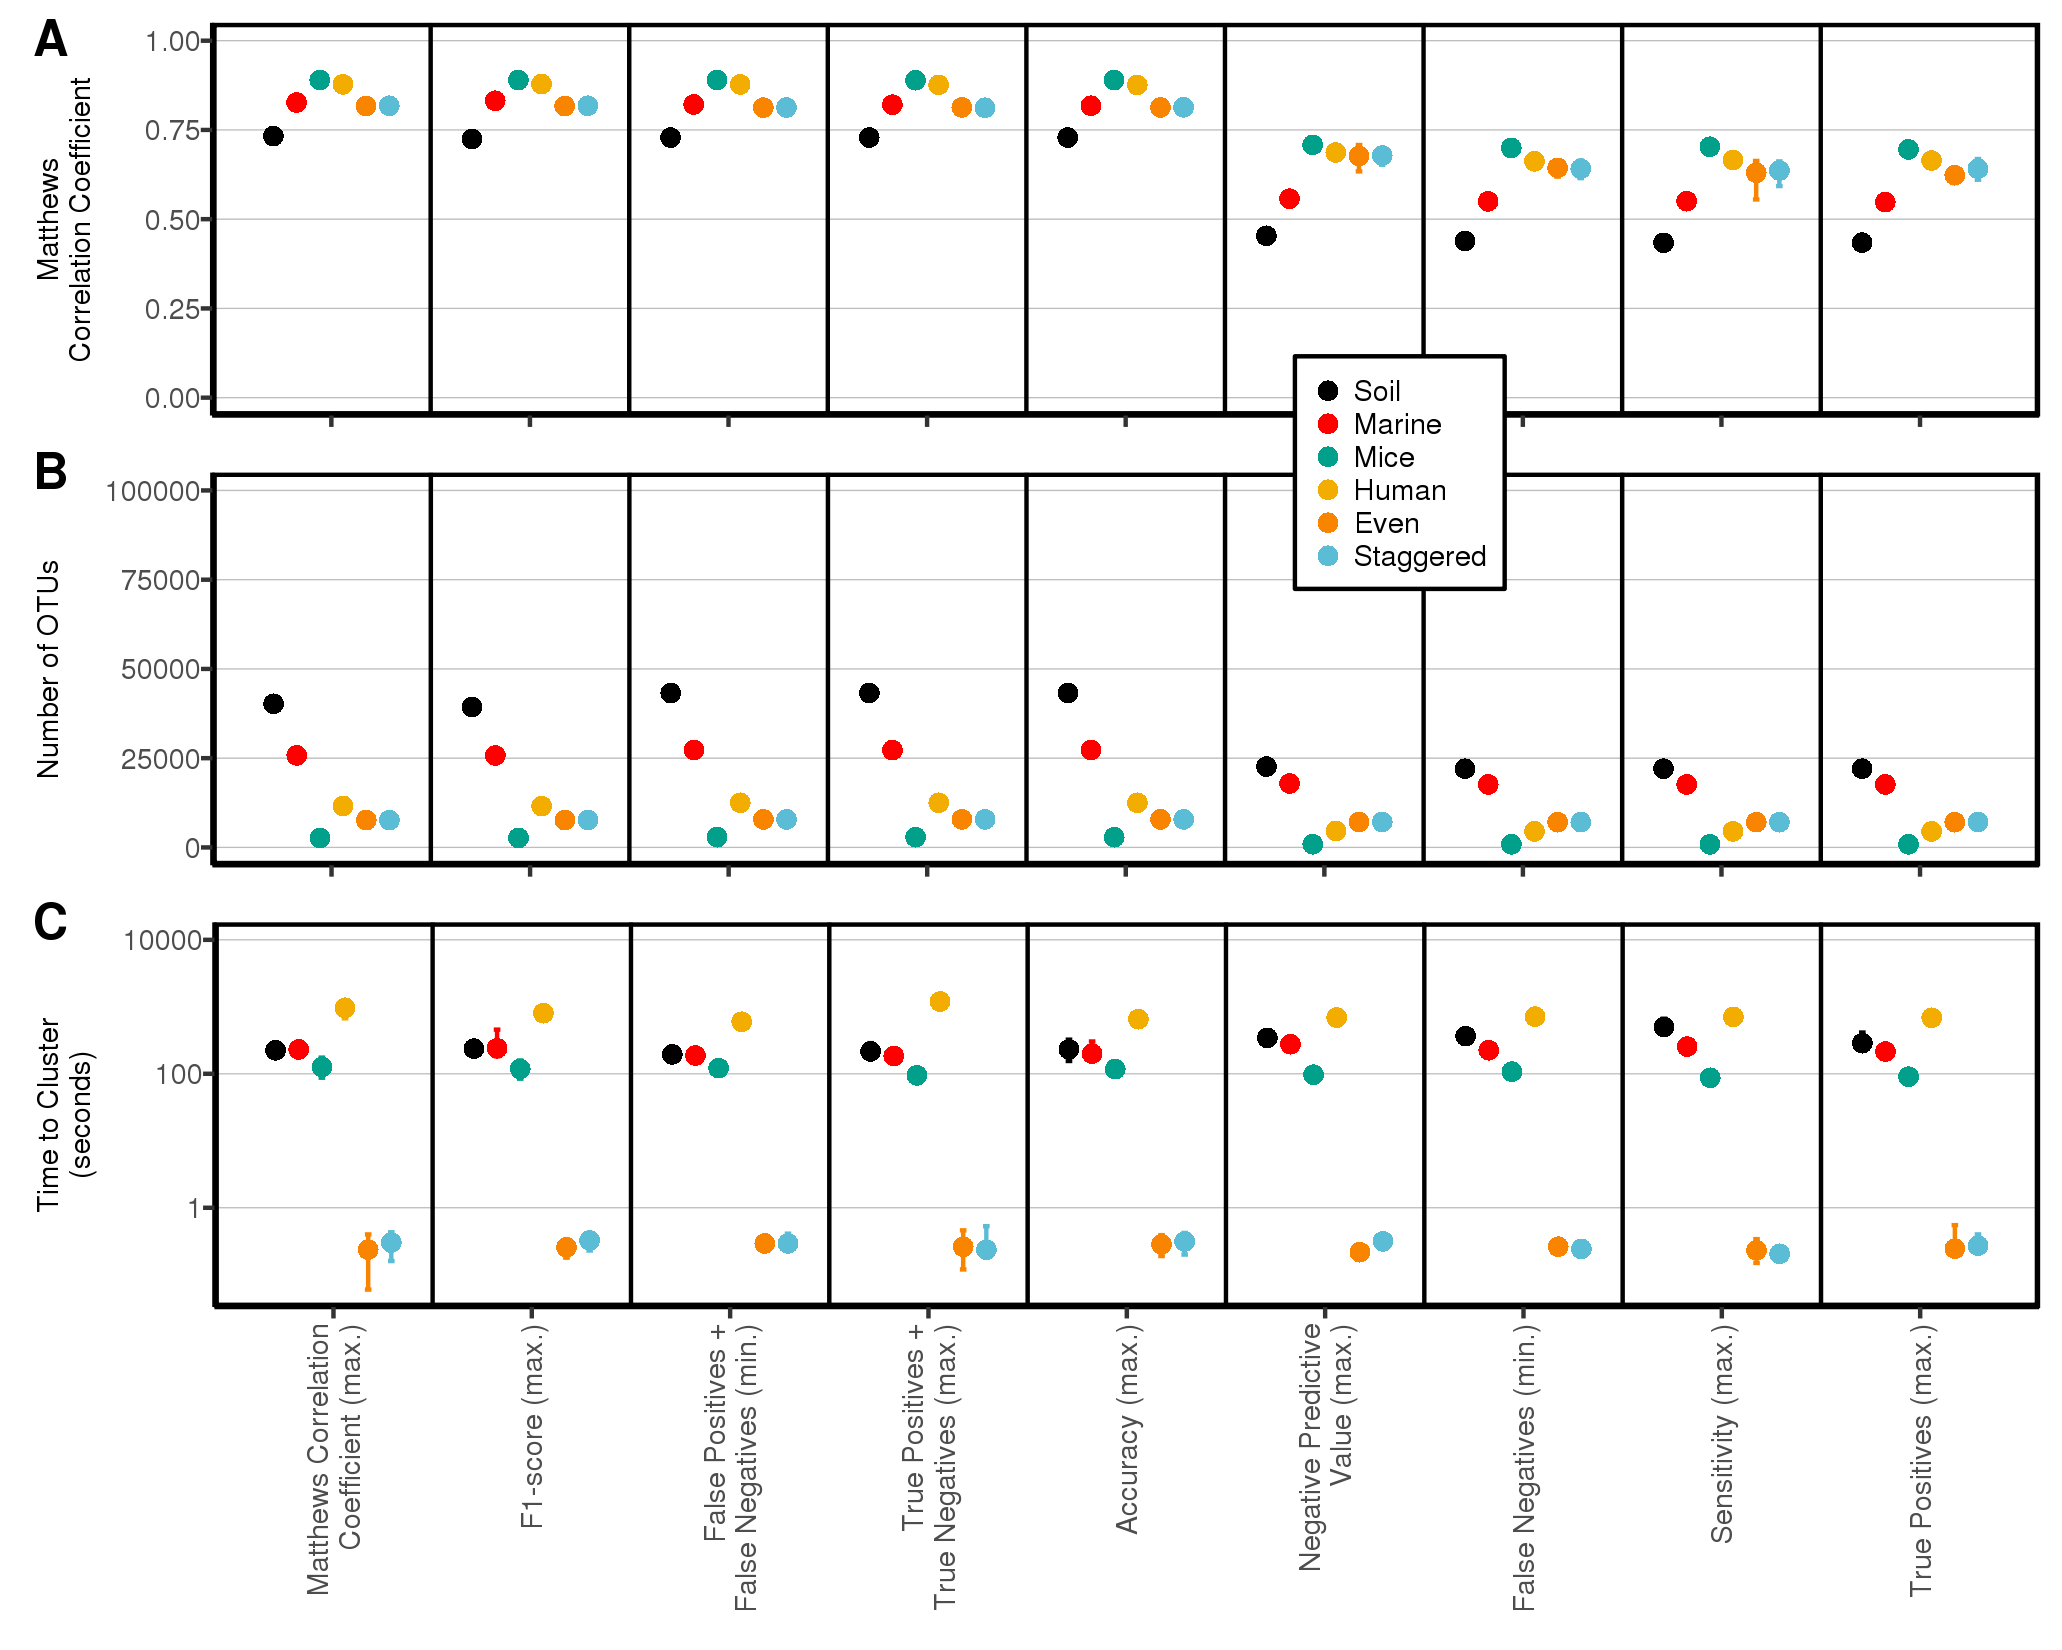 A
Matthews
Correlation Coefficient
1.00
0.75
0.50
0.25
0.00
Soil
Marine
Mice
Human
Even
Staggered
B
Number of OTUs
100000
75000
50000
25000
0
C
Time to Cluster
(seconds)
10000
100
1
Matthews Correlation
Coefficient (max.)
F1-score (max.)
False Positives +
False Negatives (min.)
True Positives +
True Negatives (max.)
Accuracy (max.)
Negative Predictive
Value (max.)
False Negatives (min.)
Sensitivity (max.)
True Positives (max.)